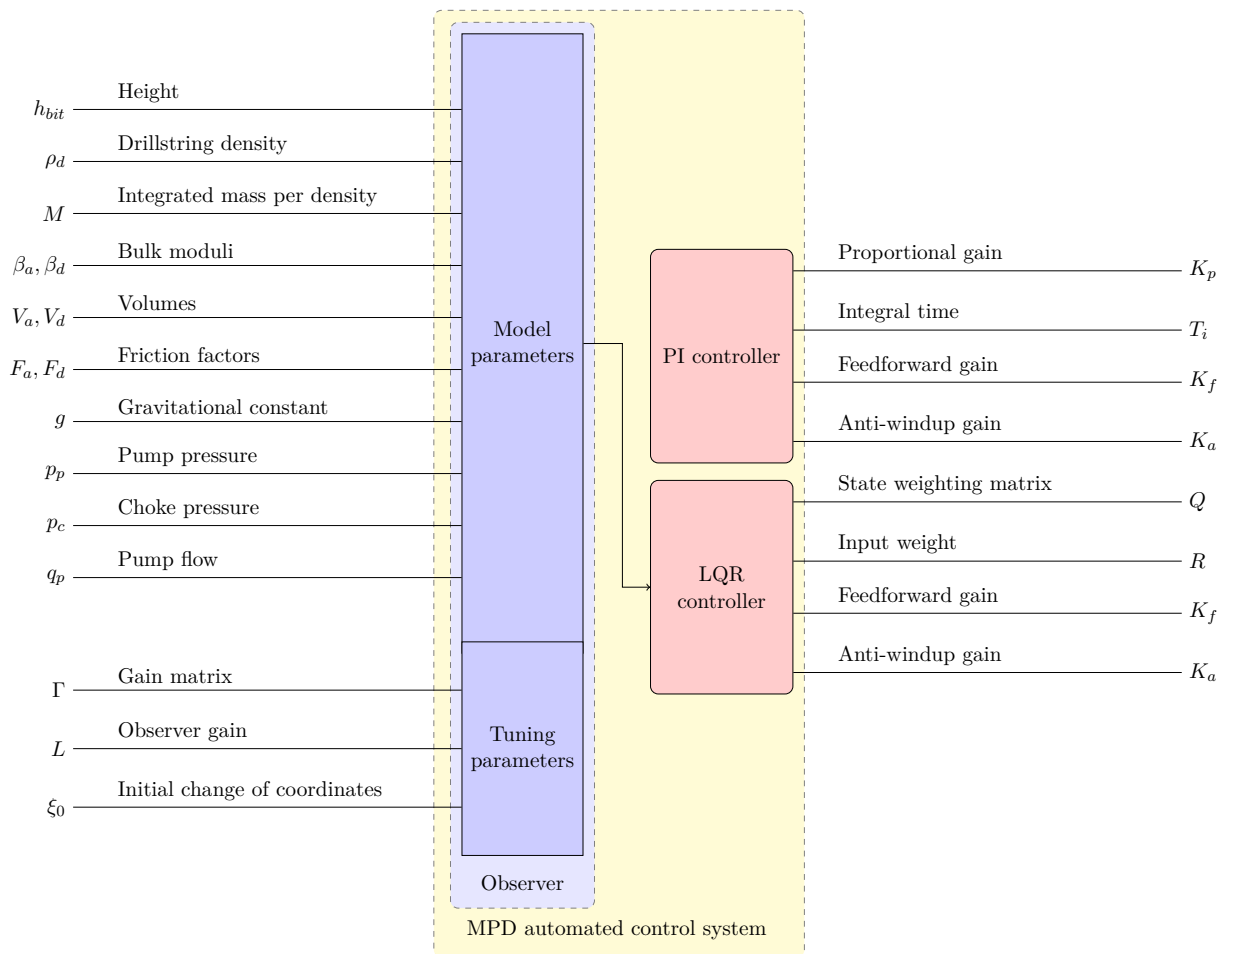 Height
h_{bit}
Drillstring density
ρ_d
Integrated mass per density
M
Bulk moduli
β_a, β_d
Volumes
V_a, V_d
Friction factors
F_a, F_d
Gravitational constant
g
Pump pressure
p_p
Choke pressure
p_c
Pump flow
q_p
Gain matrix
Γ
Observer gain
L
Initial change of coordinates
ξ_0
Model
parameters
Tuning
parameters
Observer
MPD automated control system
PI controller
LQR
controller
Proportional gain
K_p
Integral time
T_i
Feedforward gain
K_f
Anti-windup gain
K_a
State weighting matrix
Q
Input weight
R
Feedforward gain
K_f
Anti-windup gain
K_a